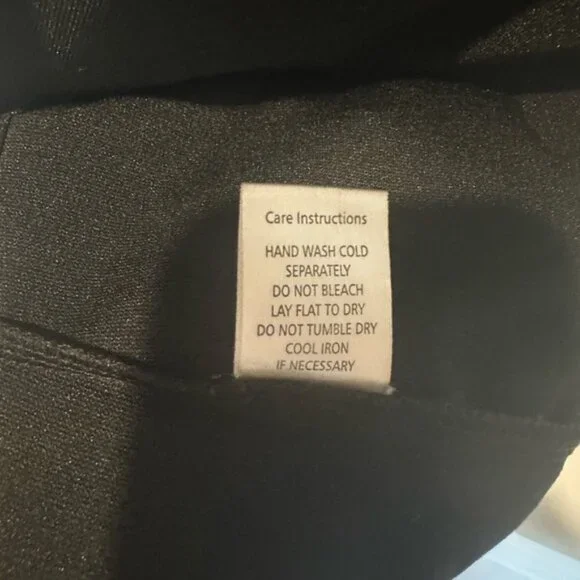 Care Instructions
HAND WASH COLD
SEPARATELY
DO NOT BLEACH
LAY FLAT TO DRY
DO NOT TUMBLE DRY
COOL IRON
IF NECESSARY